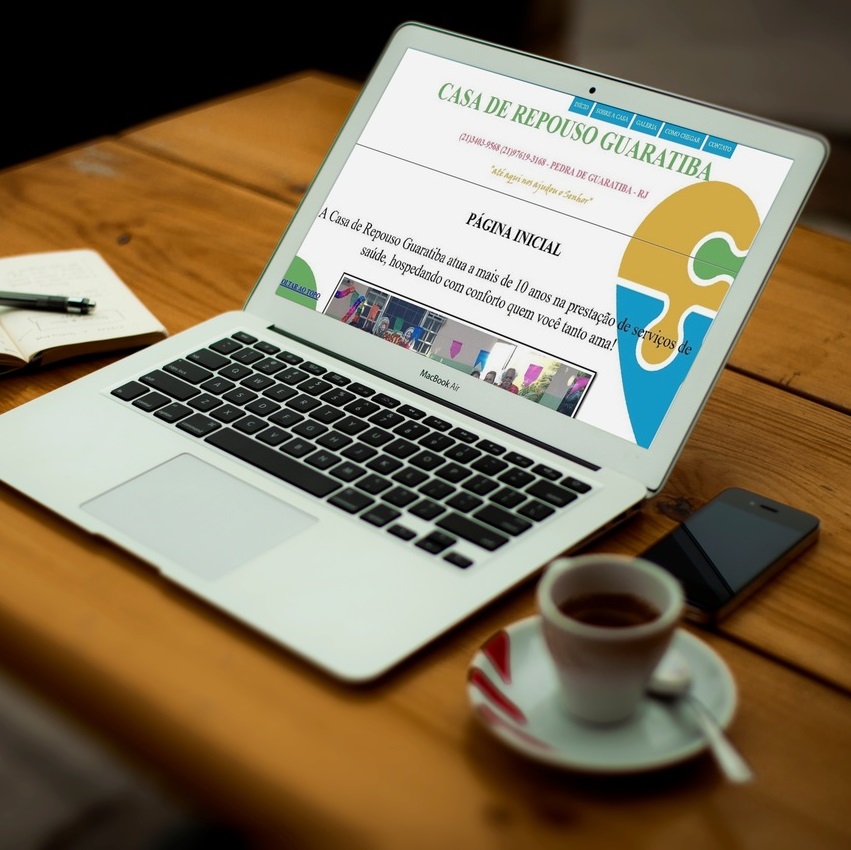 INÍCIO SOBRE A CASA GALERIA COMO CHEGAR CONTATO
CASA DE REPOUSO GUARATIBA
(21)3403-9568 (21)97619-3168 - PEDRA DE GUARATIBA - RJ
"até aqui nos ajudou o Senhor"
PÁGINA INICIAL
A Casa de Repouso Guaratiba atua a mais de 10 anos na prestação de serviços de
saúde, hospedando com conforto quem você tanto ama!
OLTAR AO TOPO
MacBook Air